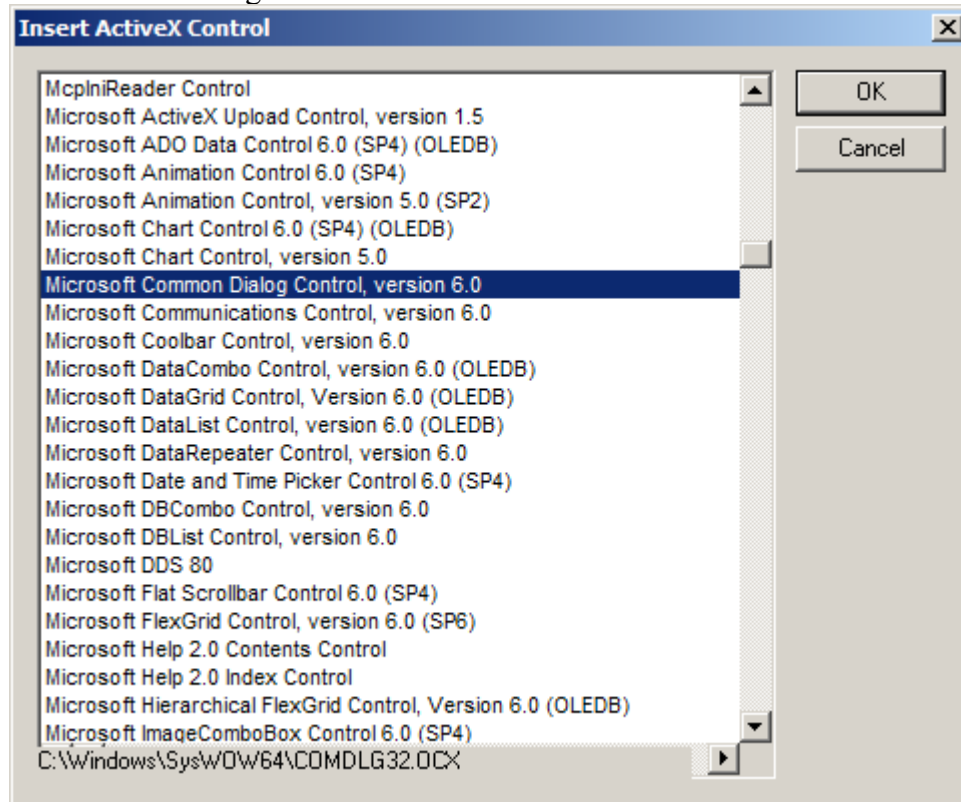 Insert ActiveX Control
McpIniReader Control
Microsoft ActiveX Upload Control, version 1.5
Microsoft ADO Data Control 6.0 (SP4) (OLEDB)
Microsoft Animation Control 6.0 (SP4)
Microsoft Animation Control, version 5.0 (SP2)
Microsoft Chart Control 6.0 (SP4) (OLEDB)
Microsoft Chart Control, version 5.0
Microsoft Common Dialog Control, version 6.0
Microsoft Communications Control, version 6.0
Microsoft Coolbar Control, version 6.0
Microsoft DataCombo Control, version 6.0 (OLEDB)
Microsoft DataGrid Control, Version 6.0 (OLEDB)
Microsoft DataList Control, version 6.0 (OLEDB)
Microsoft DataRepeater Control, version 6.0
Microsoft Date and Time Picker Control 6.0 (SP4)
Microsoft DBCombo Control, version 6.0
Microsoft DBList Control, version 6.0
Microsoft DDS 80
Microsoft Flat Scrollbar Control 6.0 (SP4)
Microsoft FlexGrid Control, version 6.0 (SP6)
Microsoft Help 2.0 Contents Control
Microsoft Help 2.0 Index Control
Microsoft Hierarchical FlexGrid Control, Version 6.0 (OLEDB)
Microsoft ImageComboBox Control 6.0 (SP4)
C:\Windows\SysWOW64\COMDLG32.OCX
OK
Cancel